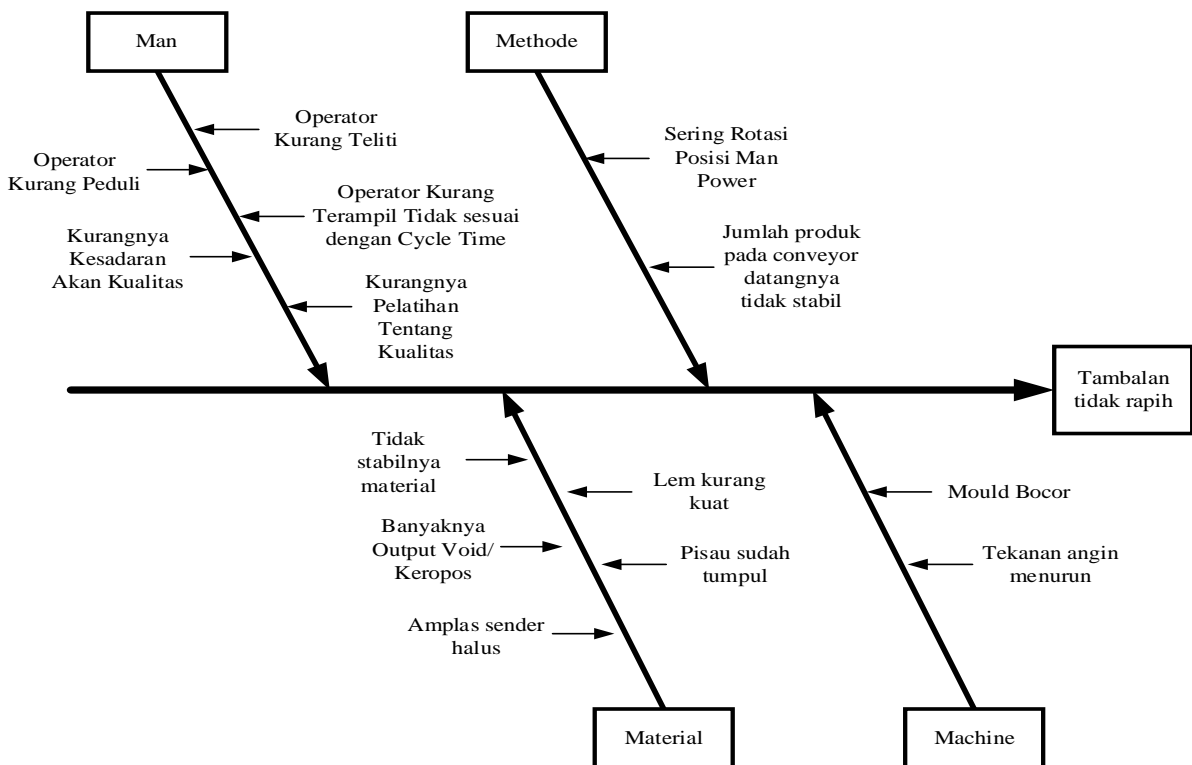 Man
Methode
Operator
Kurang Teliti
Operator
Kurang Peduli
Operator Kurang
Terampil Tidak sesuai
dengan Cycle Time
Kurangnya
Kesadaran
Akan Kualitas
Kurangnya
Pelatihan
Tentang
Kualitas
Sering Rotasi
Posisi Man
Power
Jumlah produk
pada conveyor
datangnya
tidak stabil
Tambalan
tidak rapih
Tidak
stabilnya
material
Lem kurang
kuat
Banyaknya
Output Void/
Keropos
Pisau sudah
tumpul
Amplas sender
halus
Mould Bocor
Tekanan angin
menurun
Material
Machine